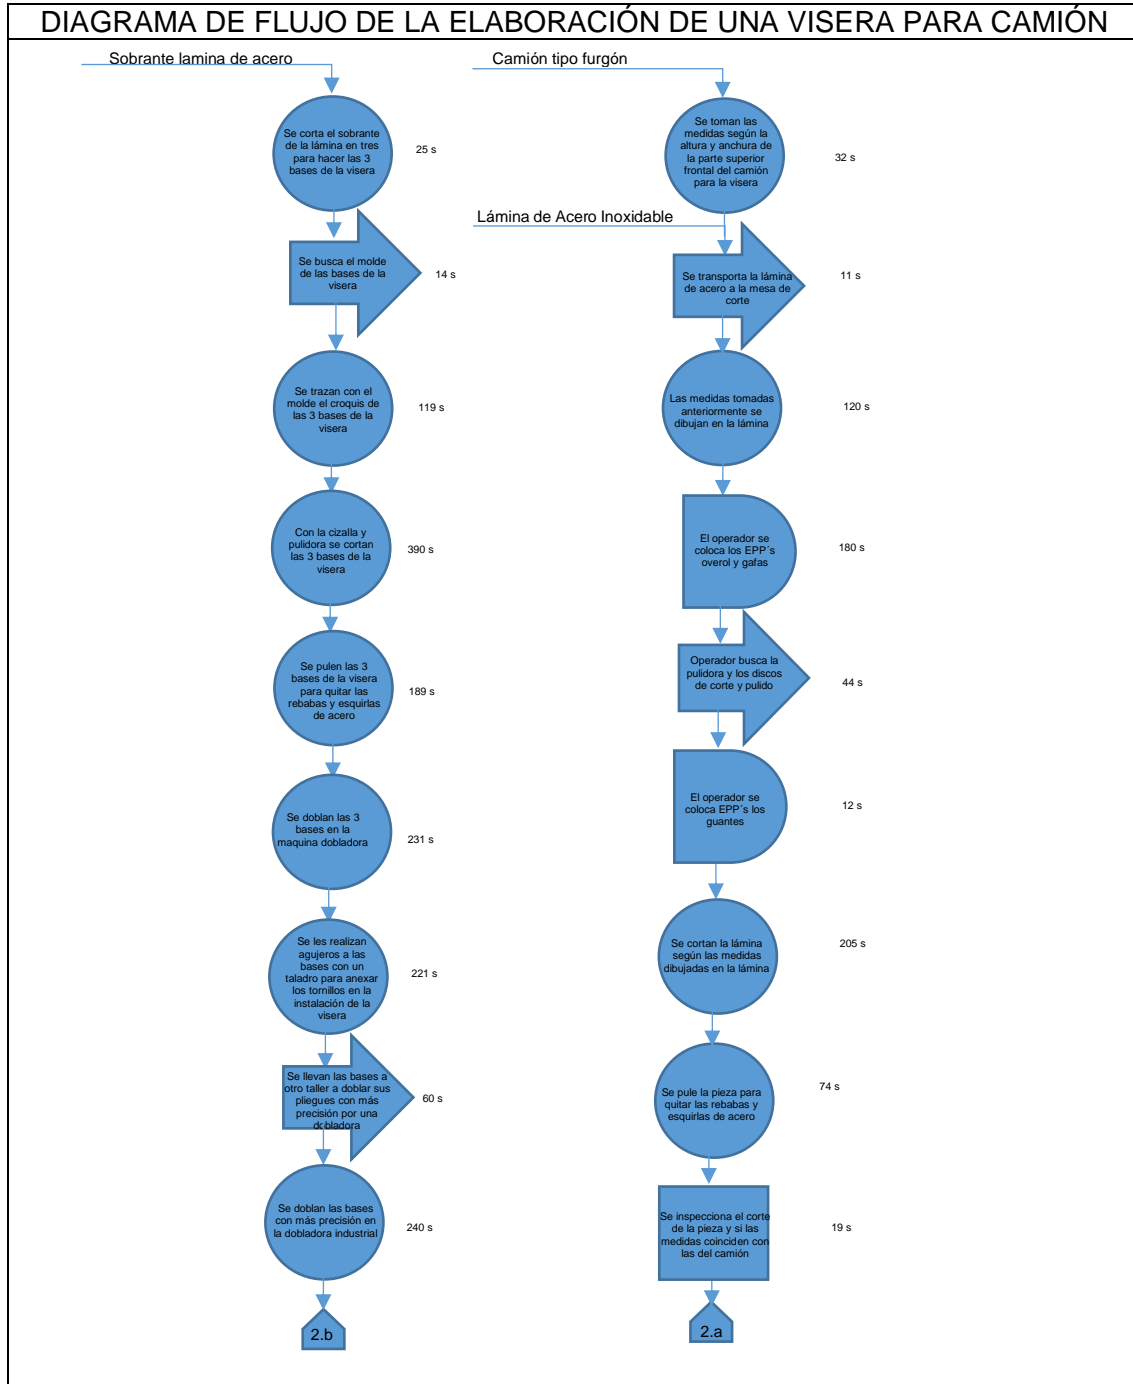 DIAGRAMA DE FLUJO DE LA ELABORACIÓN DE UNA VISERA PARA CAMIÓN
Sobrante lamina de acero
Se corta el sobrante
de la lámina en tres
para hacer las 3
bases de la visera
25 s
Se busca el molde
de las bases de la
visera
14 s
Se trazan con el
molde el croquis de
las 3 bases de la
visera
119 s
Con la cizalla y
pulidora se cortan
las 3 bases de la
visera
390 s
Se pulen las 3
bases de la visera
para quitar las
rebabas y esquirlas
de acero
189 s
Se doblan las 3
bases en la
maquina dobladora
231 s
Se les realizan
agujeros a las
bases con un
taladro para anexar
los tornillos en la
instalación de la
visera
221 s
Se llevan las bases a
otro taller a doblar sus
pliegues con más
precisión por una
dobladora
60 s
Se doblan las bases
con más precisión en
la dobladora industrial
240 s
2.b
Camión tipo furgón
Se toman las
medidas según la
altura y anchura de
la parte superior
frontal del camión
para la visera
32 s
Lámina de Acero Inoxidable
Se transporta la lámina
de acero a la mesa de
corte
11 s
Las medidas tomadas
anteriormente se
dibujan en la lámina
120 s
El operador se
coloca los EPP´s
overol y gafas
180 s
Operador busca la
pulidora y los discos
de corte y pulido
44 s
El operador se
coloca EPP´s los
guantes
12 s
Se cortan la lámina
según las medidas
dibujadas en la lámina
205 s
Se pule la pieza para
quitar las rebabas y
esquirlas de acero
74 s
Se inspecciona el corte
de la pieza y si las
medidas coinciden con
las del camión
19 s
2.a